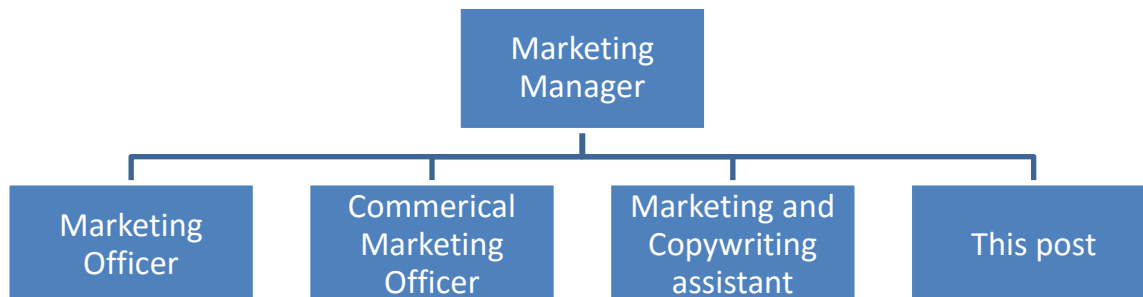 Marketing
Manager
Marketing
Officer
Commerical
Marketing
Officer
Marketing and
Copywriting
assistant
This post